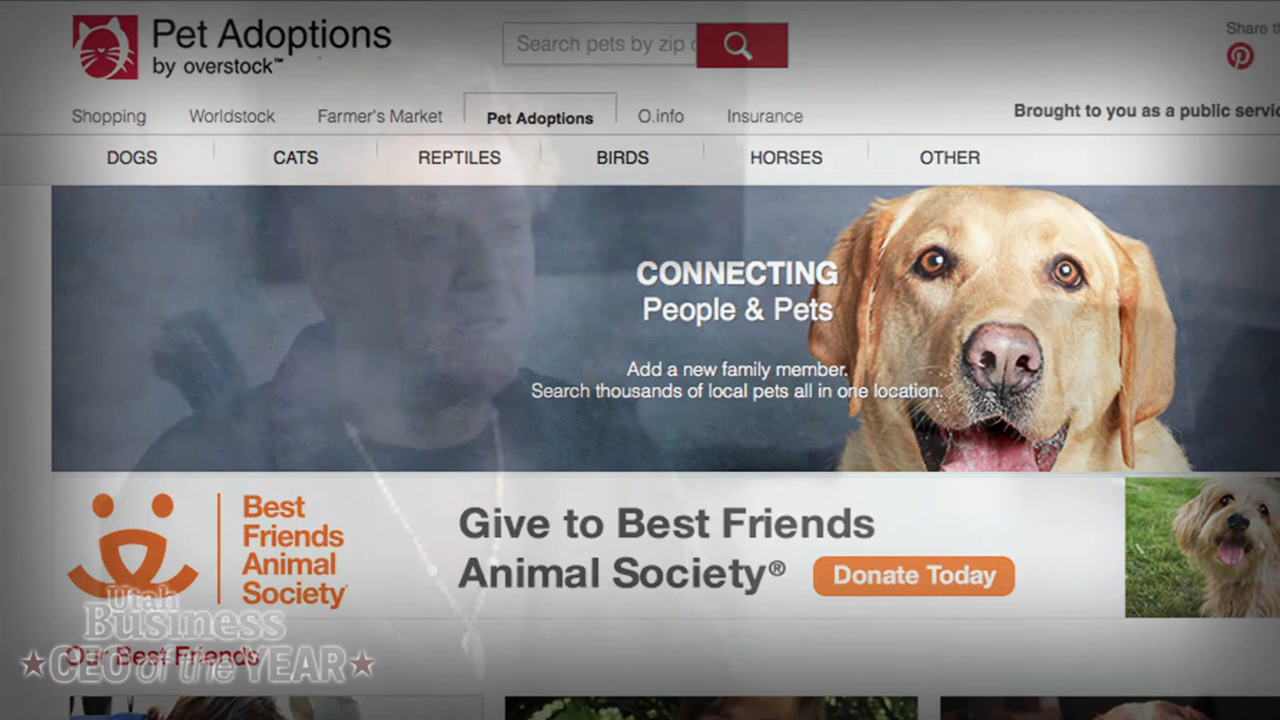 Pet Adoptions
by overstock™
Search pets by zip
Share
Shopping
Worldstock
Farmer's Market
Pet Adoptions
O.info
Insurance
Brought to you as a public
DOGS
CATS
REPTILES
BIRDS
HORSES
OTHER
CONNECTING
People & Pets
Add a new family member.
Search thousands of local pets all in one location.
Best
Friends
Animal
Society
Give to Best Friends
Animal Society®
Donate Today
Our Best Friends
Utah
Business
CEO of the YEAR